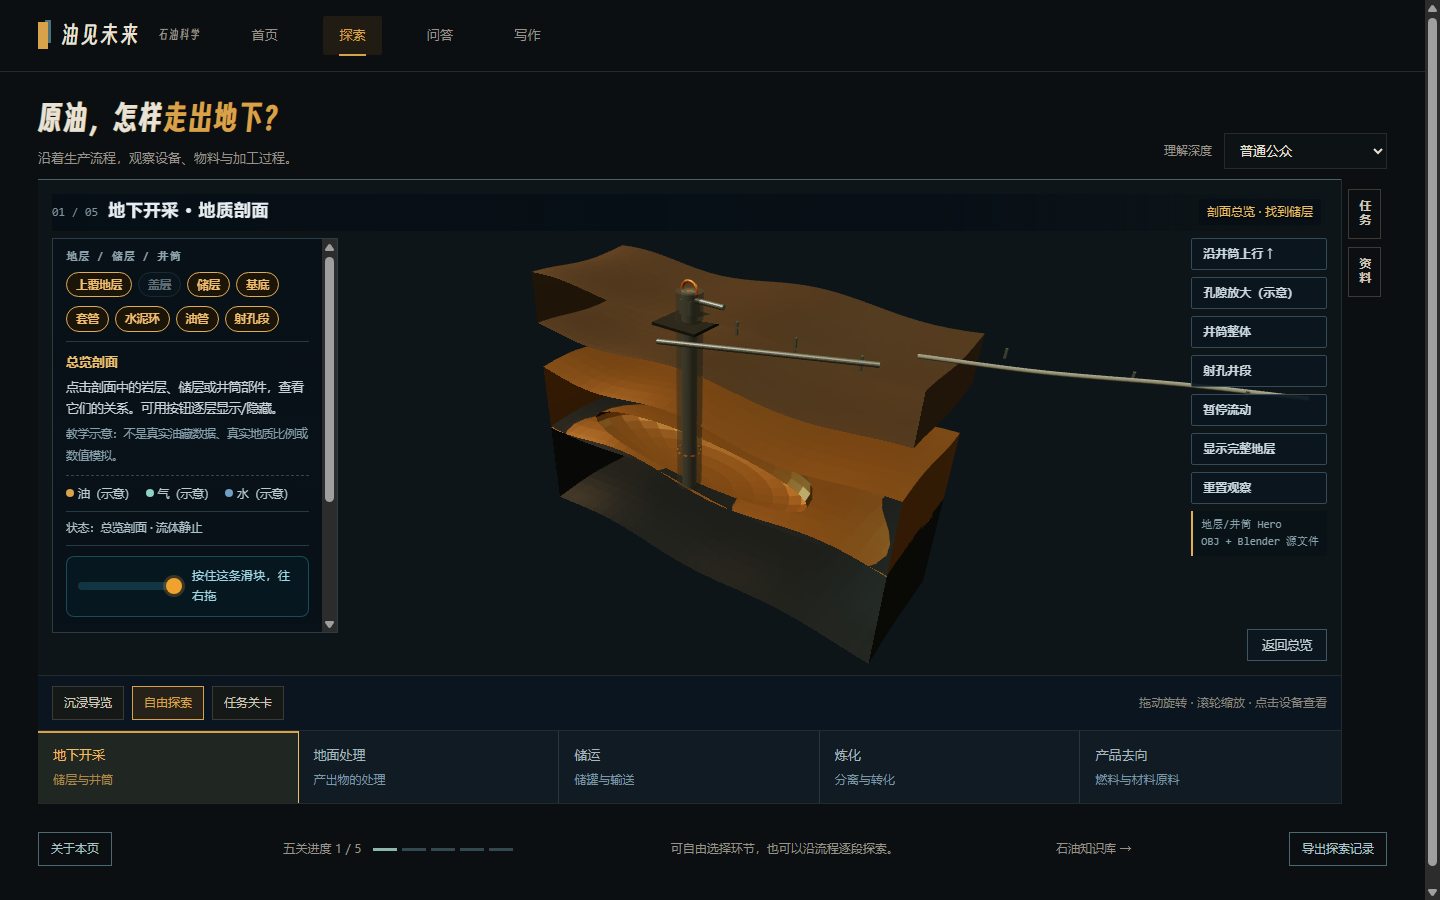 油见未来 石油科学 首页 探索 问答 写作
原油，怎样走出地下？
沿着生产流程，观察设备、物料与加工过程。
理解深度 普通公众
01 / 05 地下开采 · 地质剖面
剖面总览 · 找到储层
任务
资料
地层 / 储层 / 井筒
上覆地层 盖层 储层 基底
套管 水泥环 油管 射孔段
总览剖面
点击剖面中的岩层、储层或井筒部件，查看
它们的关系。可用按钮逐层显示/隐藏。
教学示意：不是真实油藏数据、真实地质比例或
数值模拟。
油（示意） 气（示意） 水（示意）
状态：总览剖面 · 流体静止
按住这条滑块，往
右拖
沿井筒上行 ↑
孔隙放大（示意）
井筒整体
射孔井段
暂停流动
显示完整地层
重置观察
地层/井筒 Hero
OBJ + Blender 源文件
返回总览
沉浸导览 自由探索 任务关卡
拖动旋转 · 滚轮缩放 · 点击设备查看
地下开采
储层与井筒
地面处理
产出物的处理
储运
储罐与输送
炼化
分离与转化
产品去向
燃料与材料原料
关于本页
五关进度 1 / 5
可自由选择环节，也可以沿流程逐段探索。
石油知识库 →
导出探索记录